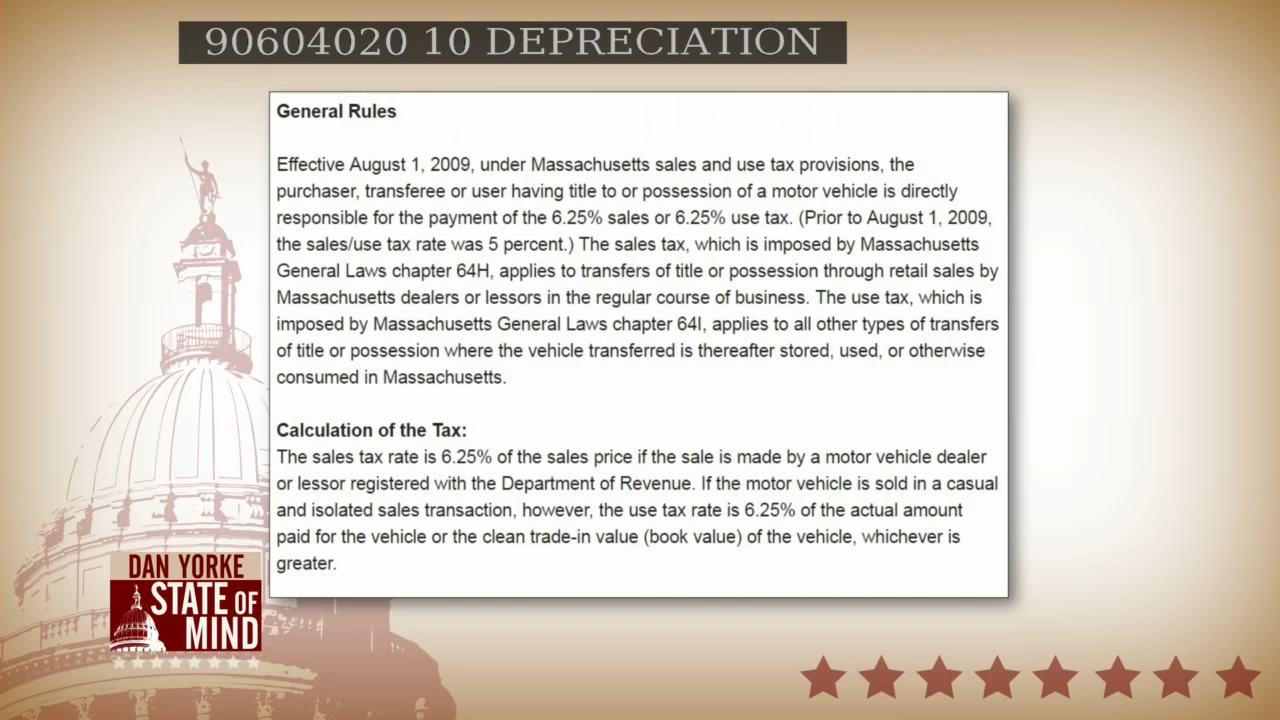 90604020 10 DEPRECIATION
General Rules
Effective August 1, 2009, under Massachusetts sales and use tax provisions, the
purchaser, transferee or user having title to or possession of a motor vehicle is directly
responsible for the payment of the 6.25% sales or 6.25% use tax. (Prior to August 1, 2009,
the sales/use tax rate was 5 percent.) The sales tax, which is imposed by Massachusetts
General Laws chapter 64H, applies to transfers of title or possession through retail sales by
Massachusetts dealers or lessors in the regular course of business. The use tax, which is
imposed by Massachusetts General Laws chapter 64I, applies to all other types of transfers
of title or possession where the vehicle transferred is thereafter stored, used, or otherwise
consumed in Massachusetts.
Calculation of the Tax:
The sales tax rate is 6.25% of the sales price if the sale is made by a motor vehicle dealer
or lessor registered with the Department of Revenue. If the motor vehicle is sold in a casual
and isolated sales transaction, however, the use tax rate is 6.25% of the actual amount
paid for the vehicle or the clean trade-in value (book value) of the vehicle, whichever is
greater.
DAN YORKE
STATE OF
MIND